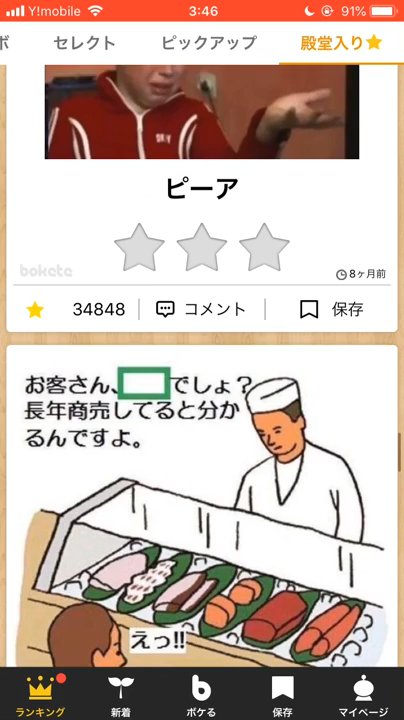 Y!mobile 3:46 91%
ボ セレクト ピックアップ 殿堂入り
SKY
ピーア
bokete
8ヶ月前
34848 コメント 保存
お客さん、 でしょ?
長年商売してると分か
るんですよ。
えっ!!
ランキング 新着 ボケる 保存 マイページ